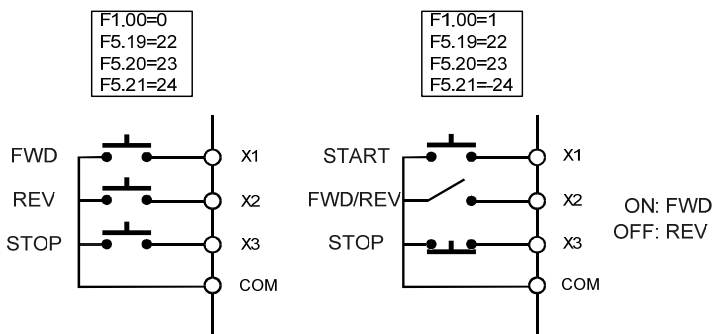 F1.00=0
F5.19=22
F5.20=23
F5.21=24
FWD
REV
STOP
X1
X2
X3
COM
F1.00=1
F5.19=22
F5.20=23
F5.21=-24
START
FWD/REV
STOP
X1
X2
X3
COM
ON: FWD
OFF: REV